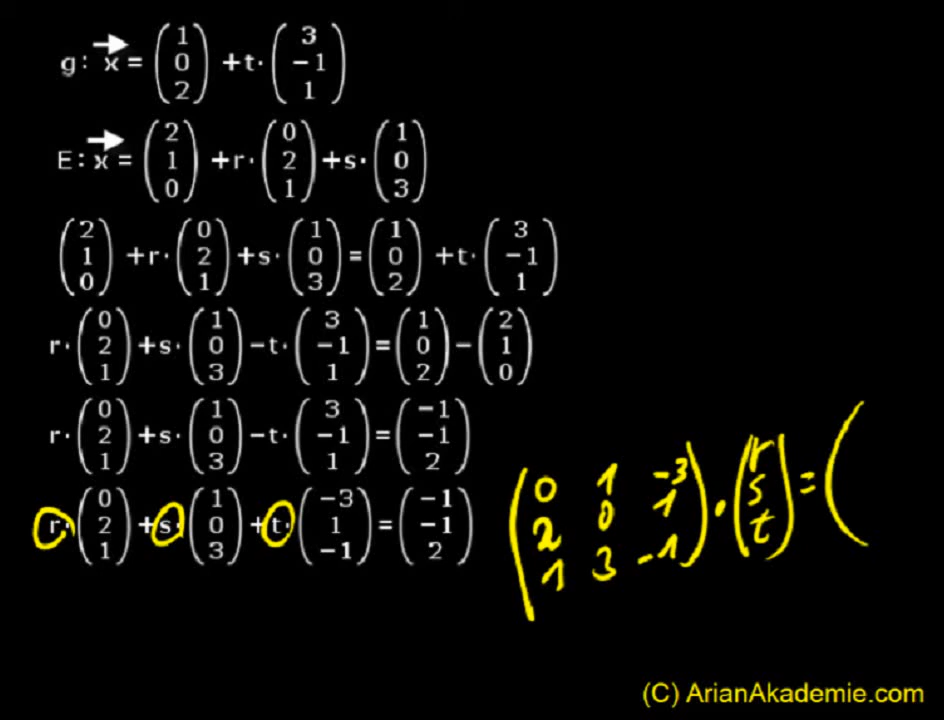 g: x = (1 0 2) + t· (3 −1 1)
E: x = (2 1 0) + r· (0 2 1) + s· (1 0 3)
(2 1 0) + r· (0 2 1) + s· (1 0 3) = (1 0 2) + t· (3 −1 1)
r· (0 2 1) + s· (1 0 3) − t· (3 −1 1) = (1 0 2) − (2 1 0)
r· (0 2 1) + s· (1 0 3) − t· (3 −1 1) = (−1 −1 2)
r· (0 2 1) + s· (1 0 3) + t· (−3 1 −1) = (−1 −1 2)
(0 1 −3
2 0 1
1 3 −1) · (r s t) = (
(C) ArianAkademie.com